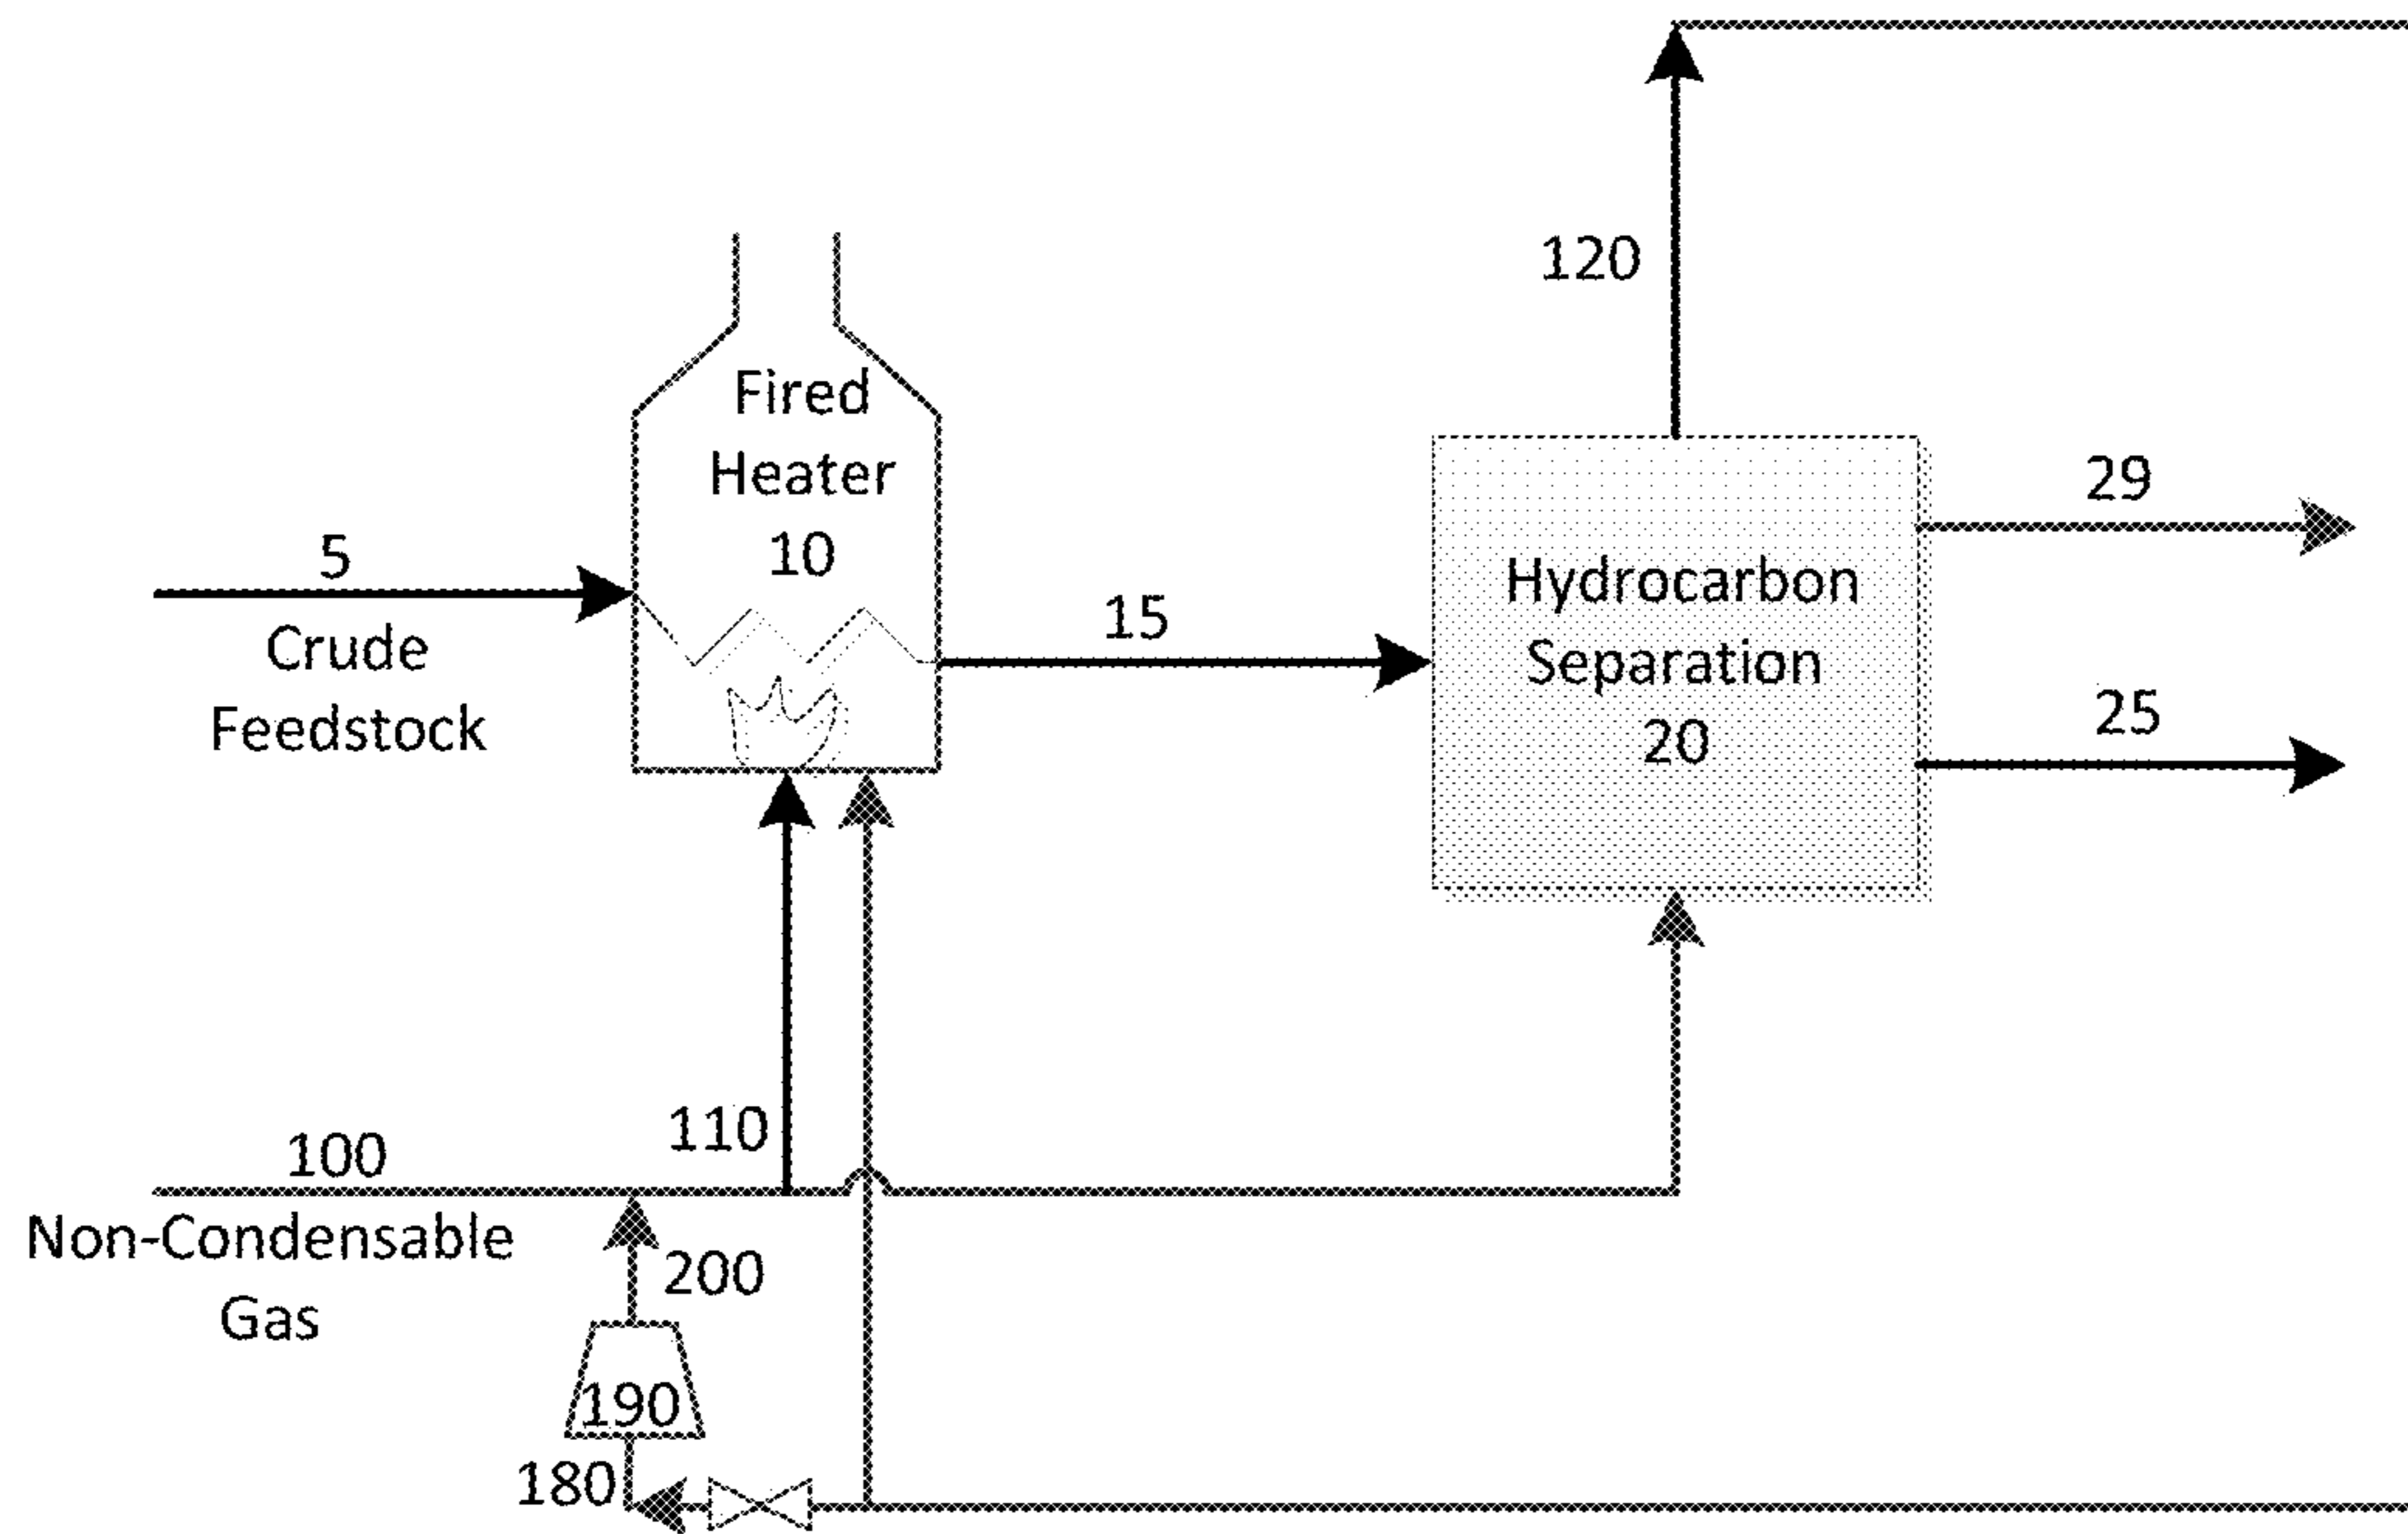 120
Fired
Heater
10
29
5
Crude
Feedstock
15
Hydrocarbon
Separation
20
25
110
100
Non-Condensable
Gas
200
190
180